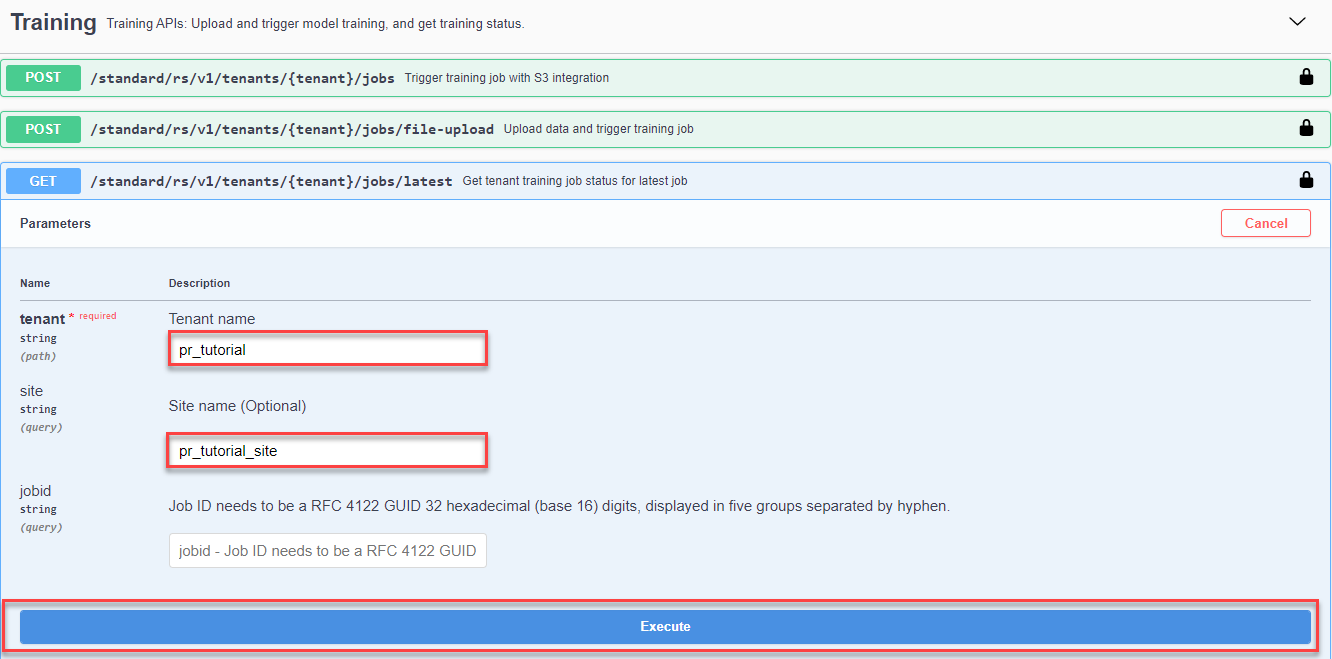 Training Training APIs: Upload and trigger model training, and get training status.
POST /standard/rs/v1/tenants/{tenant}/jobs Trigger training job with S3 integration
POST /standard/rs/v1/tenants/{tenant}/jobs/file-upload Upload data and trigger training job
GET /standard/rs/v1/tenants/{tenant}/jobs/latest Get tenant training job status for latest job
Parameters Cancel
Name Description
tenant * required Tenant name
string
pr_tutorial
(path)
site
Site name (Optional)
string
(query)
pr_tutorial_site
jobid
Job ID needs to be a RFC 4122 GUID 32 hexadecimal (base 16) digits, displayed in five groups separated by hyphen.
string
(query)
jobid - Job ID needs to be a RFC 4122 GUID
Execute